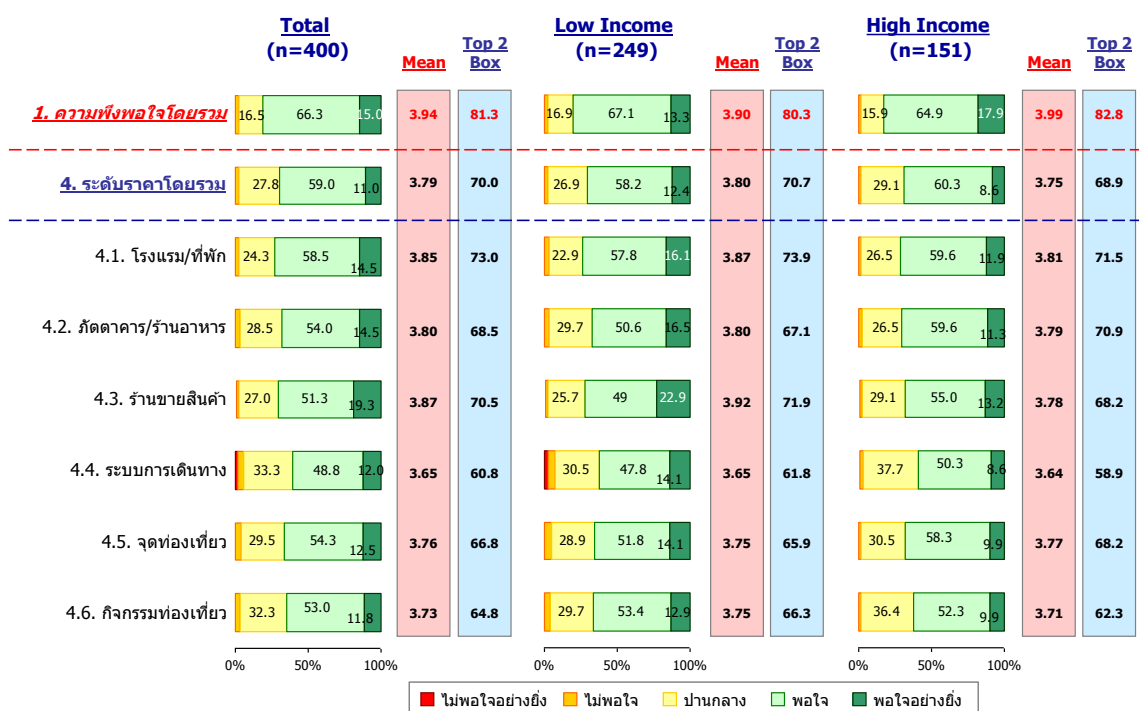 Total
(n=400)
Mean
Top 2
Box
Low Income
(n=249)
Mean
Top 2
Box
High Income
(n=151)
Mean
Top 2
Box
1. ความพึงพอใจโดยรวม 16.5 66.3 15.0 3.94 81.3 16.9 67.1 13.3 3.90 80.3 15.9 64.9 17.9 3.99 82.8
4. ระดับราคาโดยรวม 27.8 59.0 11.0 3.79 70.0 26.9 58.2 12.4 3.80 70.7 29.1 60.3 8.6 3.75 68.9
4.1. โรงแรม/ที่พัก 24.3 58.5 14.5 3.85 73.0 22.9 57.8 16.1 3.87 73.9 26.5 59.6 11.9 3.81 71.5
4.2. ภัตตาคาร/ร้านอาหาร 28.5 54.0 14.5 3.80 68.5 29.7 50.6 16.5 3.80 67.1 26.5 59.6 11.3 3.79 70.9
4.3. ร้านขายสินค้า 27.0 51.3 19.3 3.87 70.5 25.7 49 22.9 3.92 71.9 29.1 55.0 13.2 3.78 68.2
4.4. ระบบการเดินทาง 33.3 48.8 12.0 3.65 60.8 30.5 47.8 14.1 3.65 61.8 37.7 50.3 8.6 3.64 58.9
4.5. จุดท่องเที่ยว 29.5 54.3 12.5 3.76 66.8 28.9 51.8 14.1 3.75 65.9 30.5 58.3 9.9 3.77 68.2
4.6. กิจกรรมท่องเที่ยว 32.3 53.0 11.8 3.73 64.8 29.7 53.4 12.9 3.75 66.3 36.4 52.3 9.9 3.71 62.3
0% 50% 100% 0% 50% 100% 0% 50% 100%
ไม่พอใจอย่างยิ่ง ไม่พอใจ ปานกลาง พอใจ พอใจอย่างยิ่ง